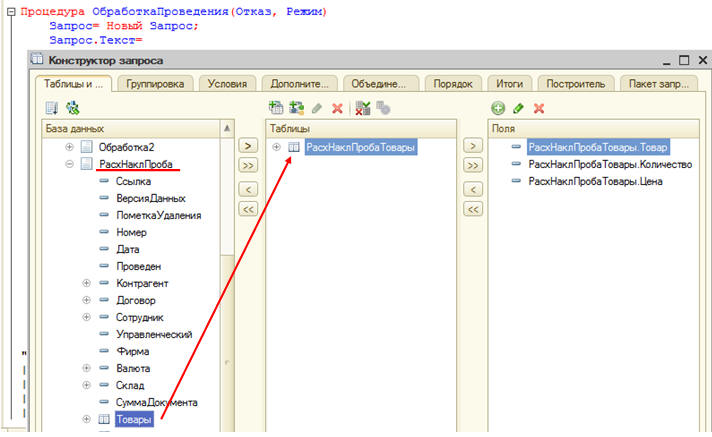 Процедура ОбработкаПроведения(Отказ, Режим)
Запрос= Новый Запрос;
Запрос.Текст=
Конструктор запроса
Таблицы и ... Группировка Условия Дополните... Объедине... Порядок Итоги Построитель Пакет запр...
База данных Таблицы Поля
Обработка2 РасхНаклПробаТовары РасхНаклПробаТовары.Товар
РасхНаклПроба РасхНаклПробаТовары.Количество
Ссылка РасхНаклПробаТовары.Цена
ВерсияДанных
ПометкаУдаления
Номер
Дата
Проведен
Контрагент
Договор
Сотрудник
Управленческий
Фирма
Валюта
Склад
СуммаДокумента
Товары